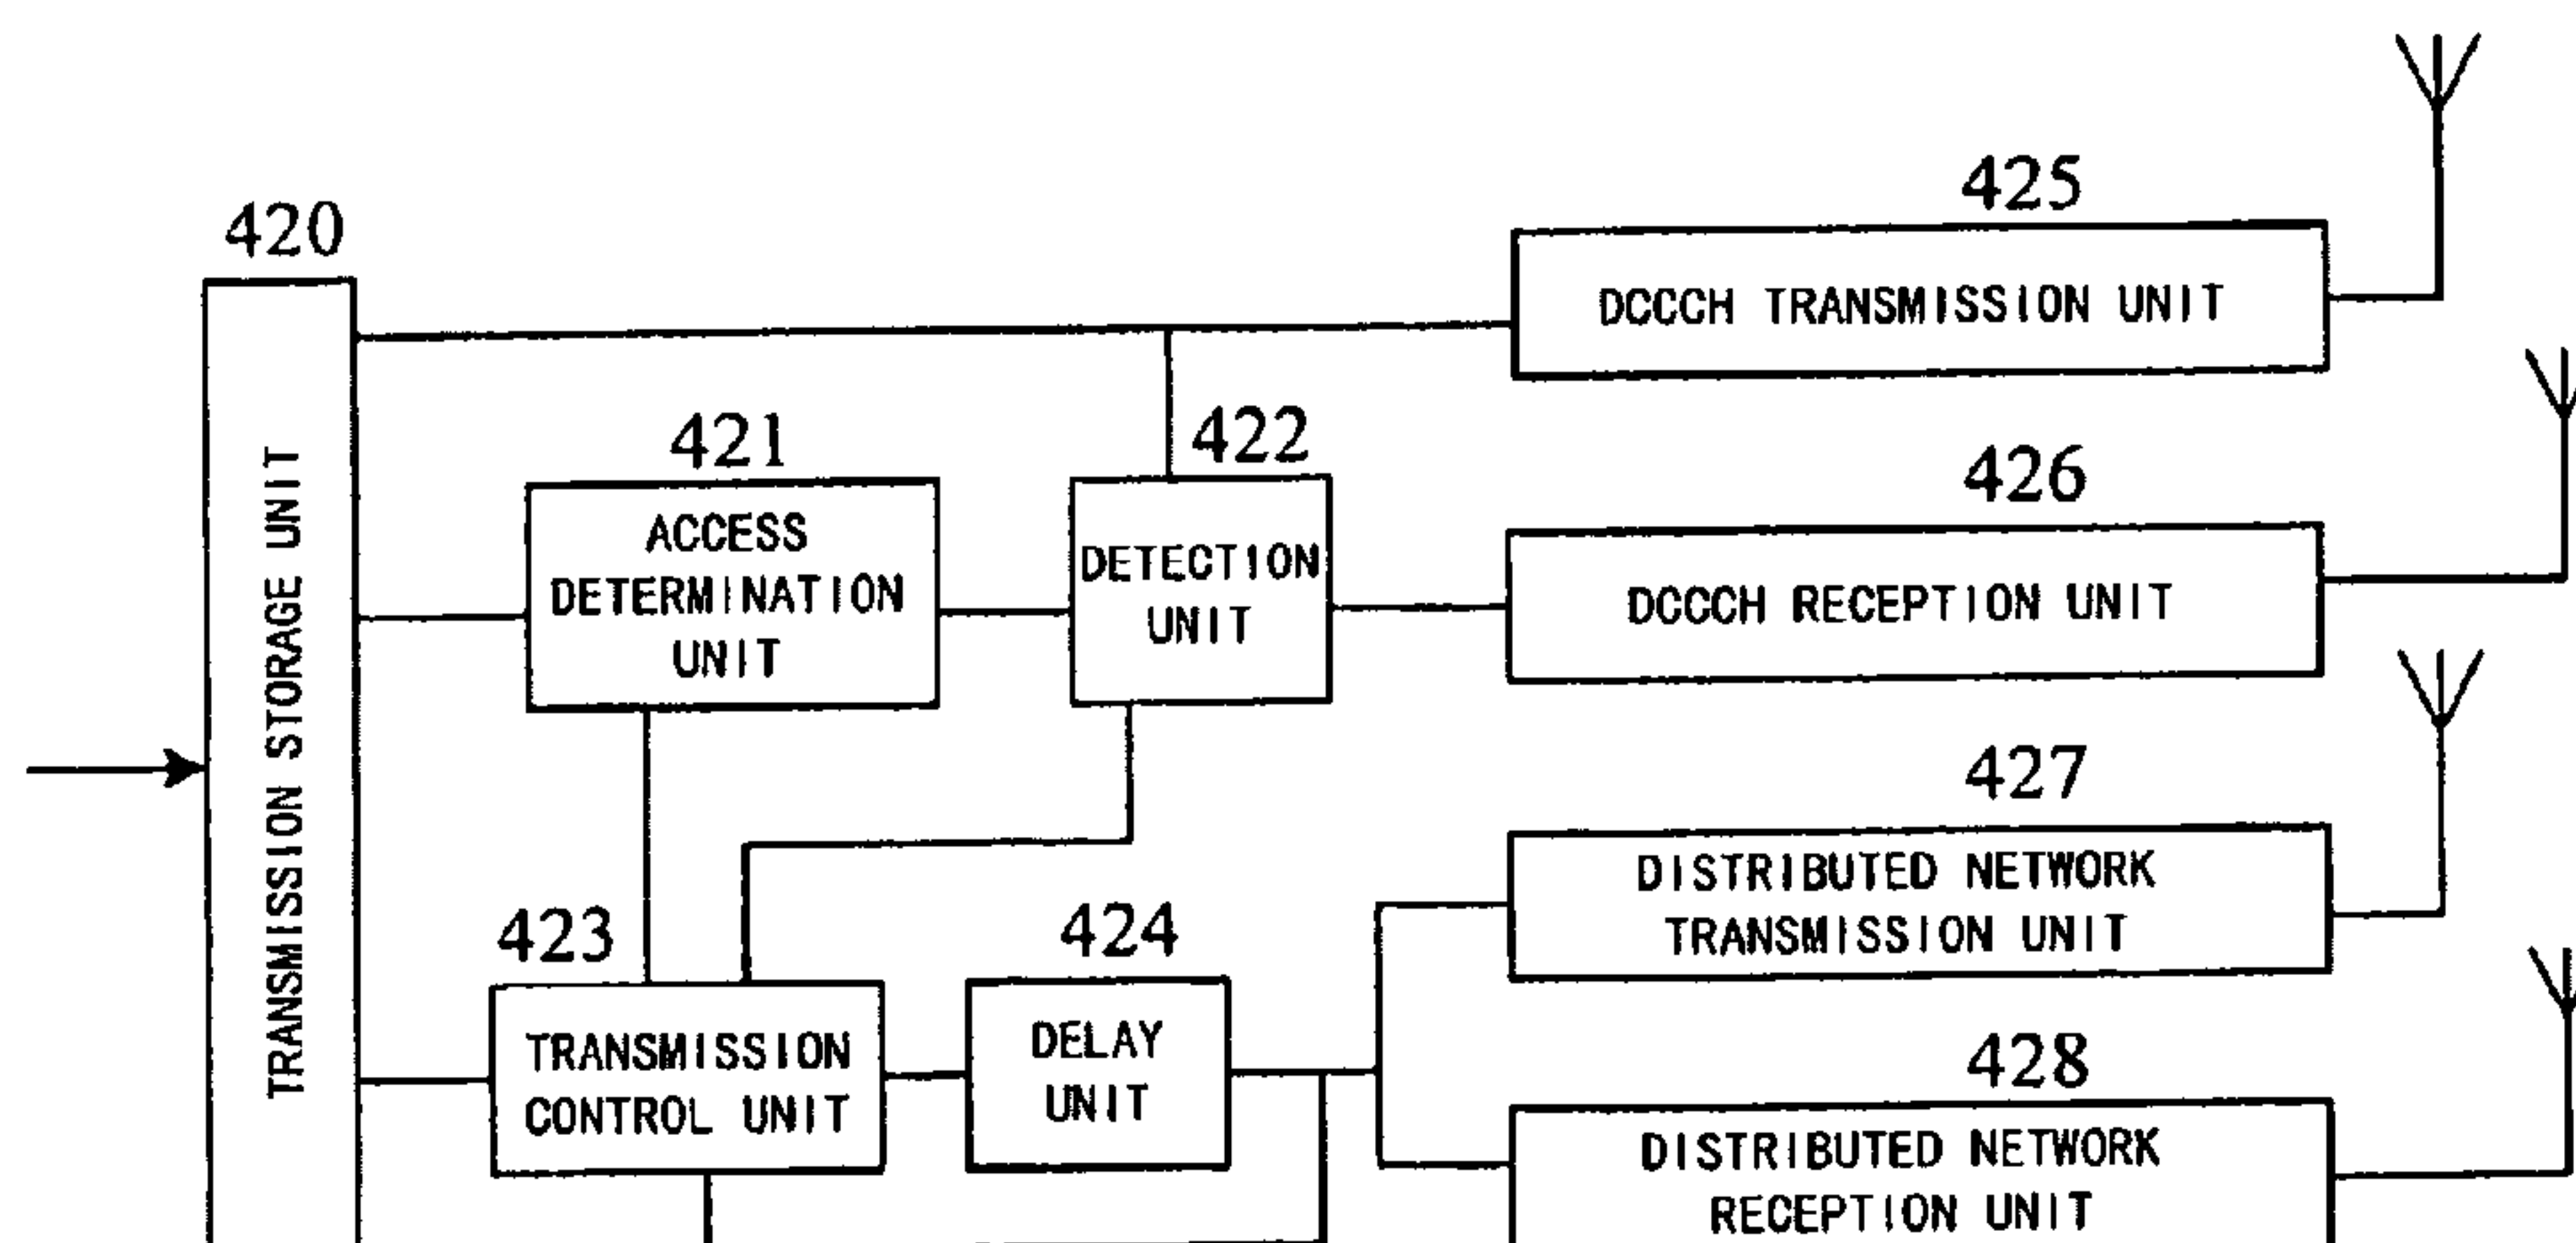 425
420
DCCCH TRANSMISSION UNIT
421
422
426
TRANSMISSION STORAGE UNIT
ACCESS
DETERMINATION
UNIT
DETECTION
UNIT
DCCCH RECEPTION UNIT
427
DISTRIBUTED NETWORK
TRANSMISSION UNIT
423
424
TRANSMISSION
CONTROL UNIT
DELAY
UNIT
428
DISTRIBUTED NETWORK
RECEPTION UNIT